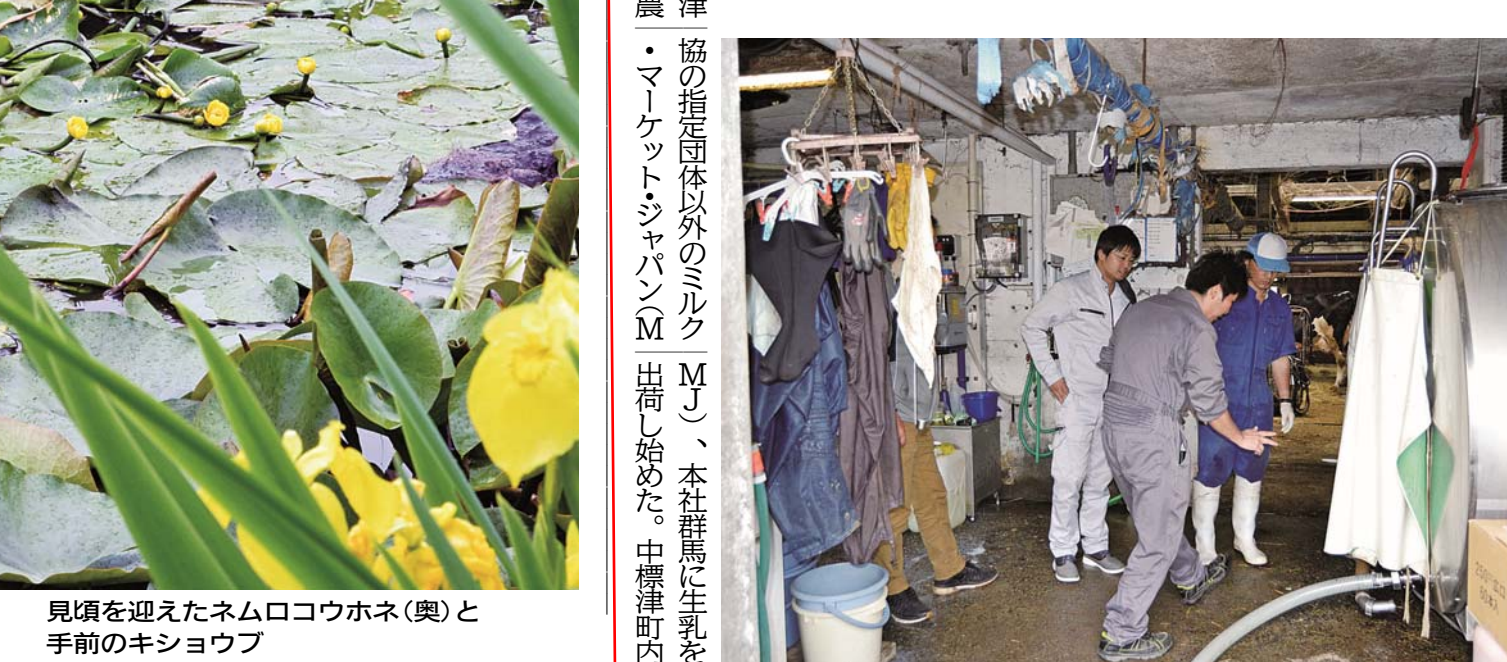 津
農
協の指定団体以外のミルク
・マーケット・ジャパン(M
MJ)、本社群馬に生乳を
出荷し始めた。中標津町内
見頃を迎えたネムロコウホネ(奥)と
手前のキショウブ